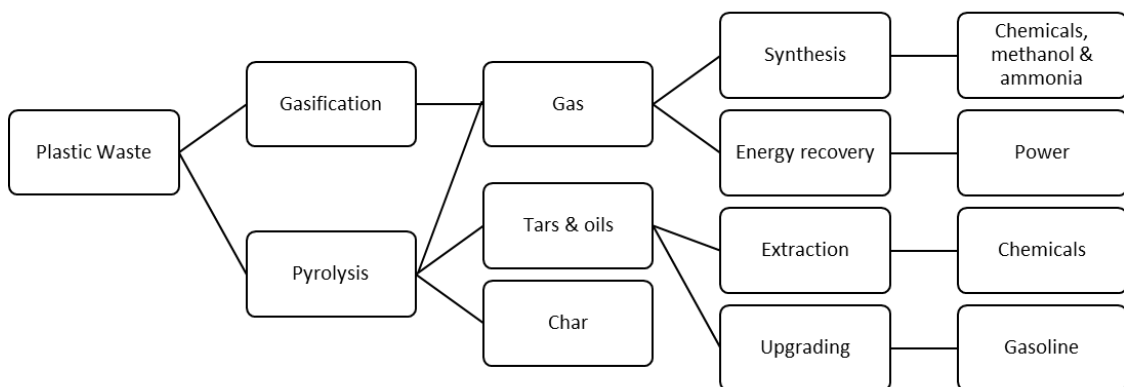 Plastic Waste
Gasification
Pyrolysis
Gas
Tars & oils
Char
Synthesis
Energy recovery
Extraction
Upgrading
Chemicals,
methanol &
ammonia
Power
Chemicals
Gasoline